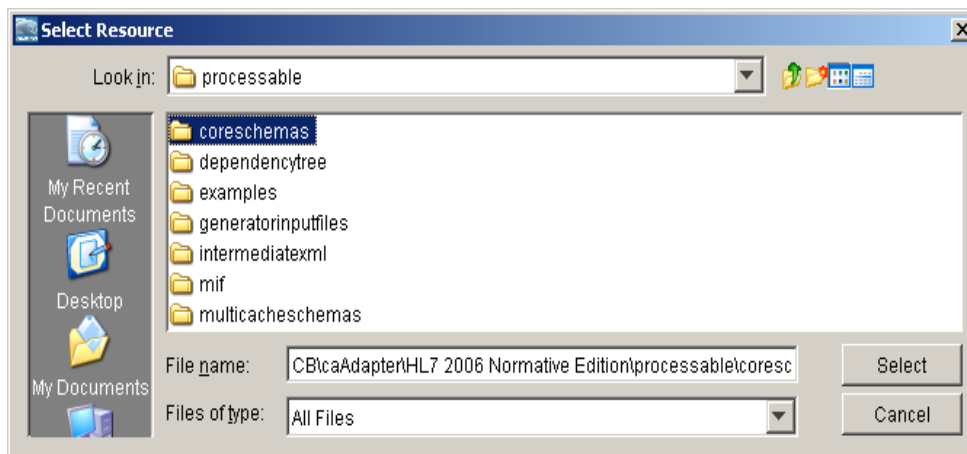 Select Resource
Look in: processable
coreschemas
dependencytree
examples
generatorinputfiles
intermediatexml
mif
multicacheschemas
My Recent
Documents
Desktop
My Documents
File name: CB\caAdapter\HL7 2006 Normative Edition\processable\coresc Select
Files of type: All Files Cancel